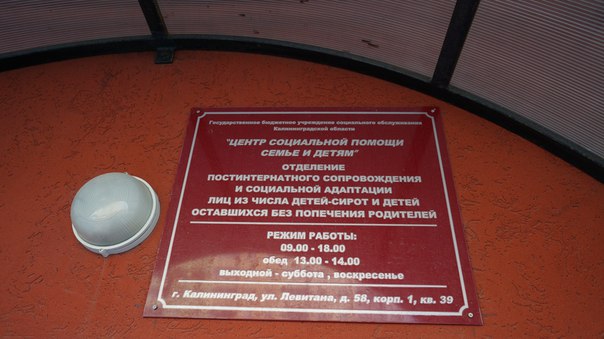 Государственное бюджетное учреждение социального обслуживания
Калининградской области
"ЦЕНТР СОЦИАЛЬНОЙ ПОМОЩИ
СЕМЬЕ И ДЕТЯМ"
ОТДЕЛЕНИЕ
ПОСТИНТЕРНАТНОГО СОПРОВОЖДЕНИЯ
И СОЦИАЛЬНОЙ АДАПТАЦИИ
ЛИЦ ИЗ ЧИСЛА ДЕТЕЙ-СИРОТ И ДЕТЕЙ
ОСТАВШИХСЯ БЕЗ ПОПЕЧЕНИЯ РОДИТЕЛЕЙ
РЕЖИМ РАБОТЫ:
09.00 - 18.00
обед 13.00 - 14.00
выходной - суббота , воскресенье
г. Калининград, ул. Левитана, д. 58, корп. 1, кв. 39